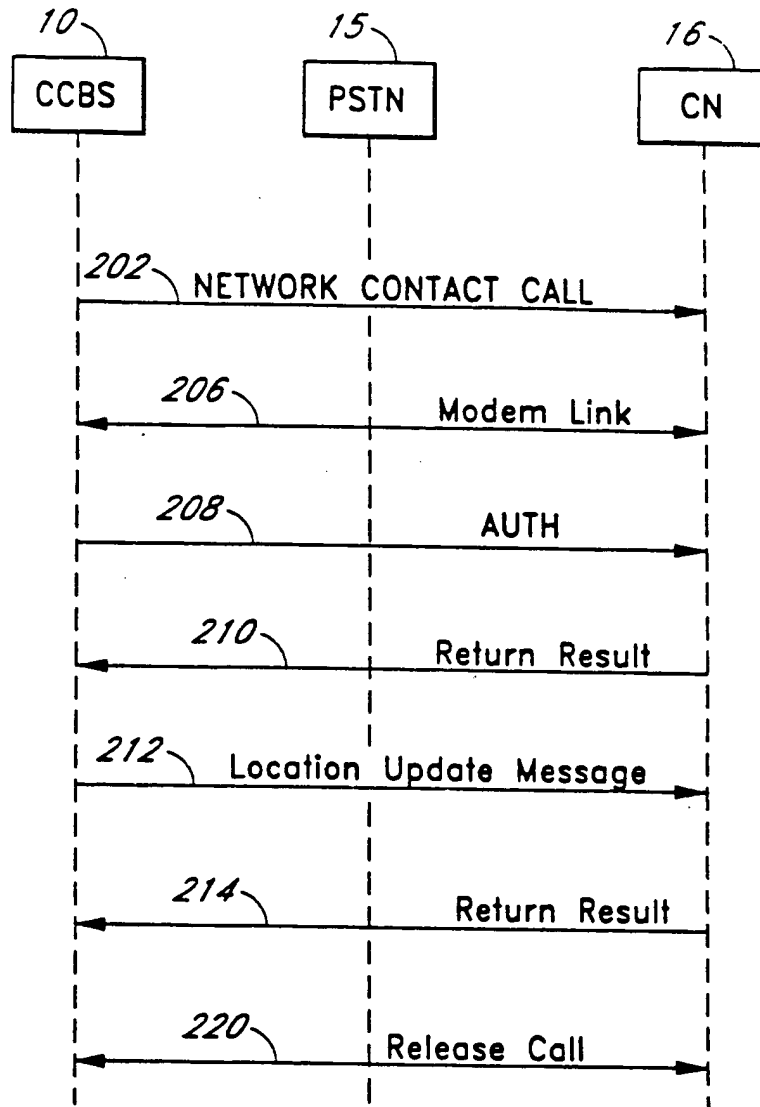 10 15 16
CCBS PSTN CN
202 NETWORK CONTACT CALL
206 Modem Link
208 AUTH
210 Return Result
212 Location Update Message
214 Return Result
220 Release Call